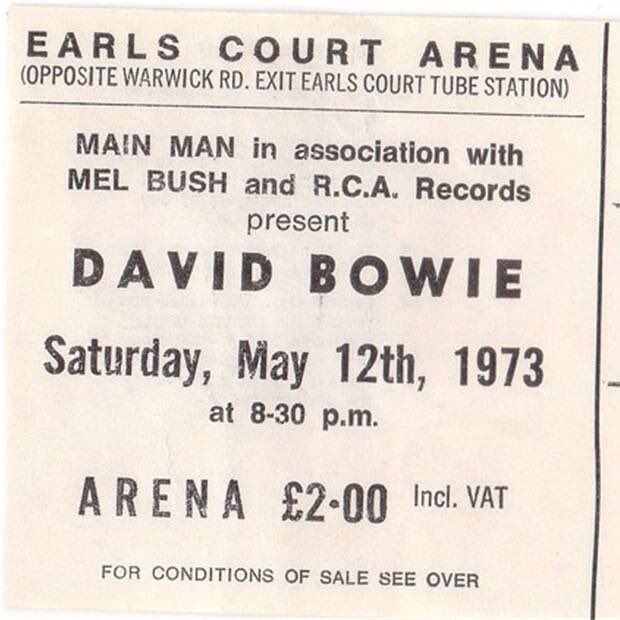 EARLS COURT ARENA
(OPPOSITE WARWICK RD. EXIT EARLS COURT TUBE STATION)
MAIN MAN in association with
MEL BUSH and R.C.A. Records
present
DAVID BOWIE
Saturday, May 12th, 1973
at 8-30 p.m.
ARENA £2·00 Incl. VAT
FOR CONDITIONS OF SALE SEE OVER